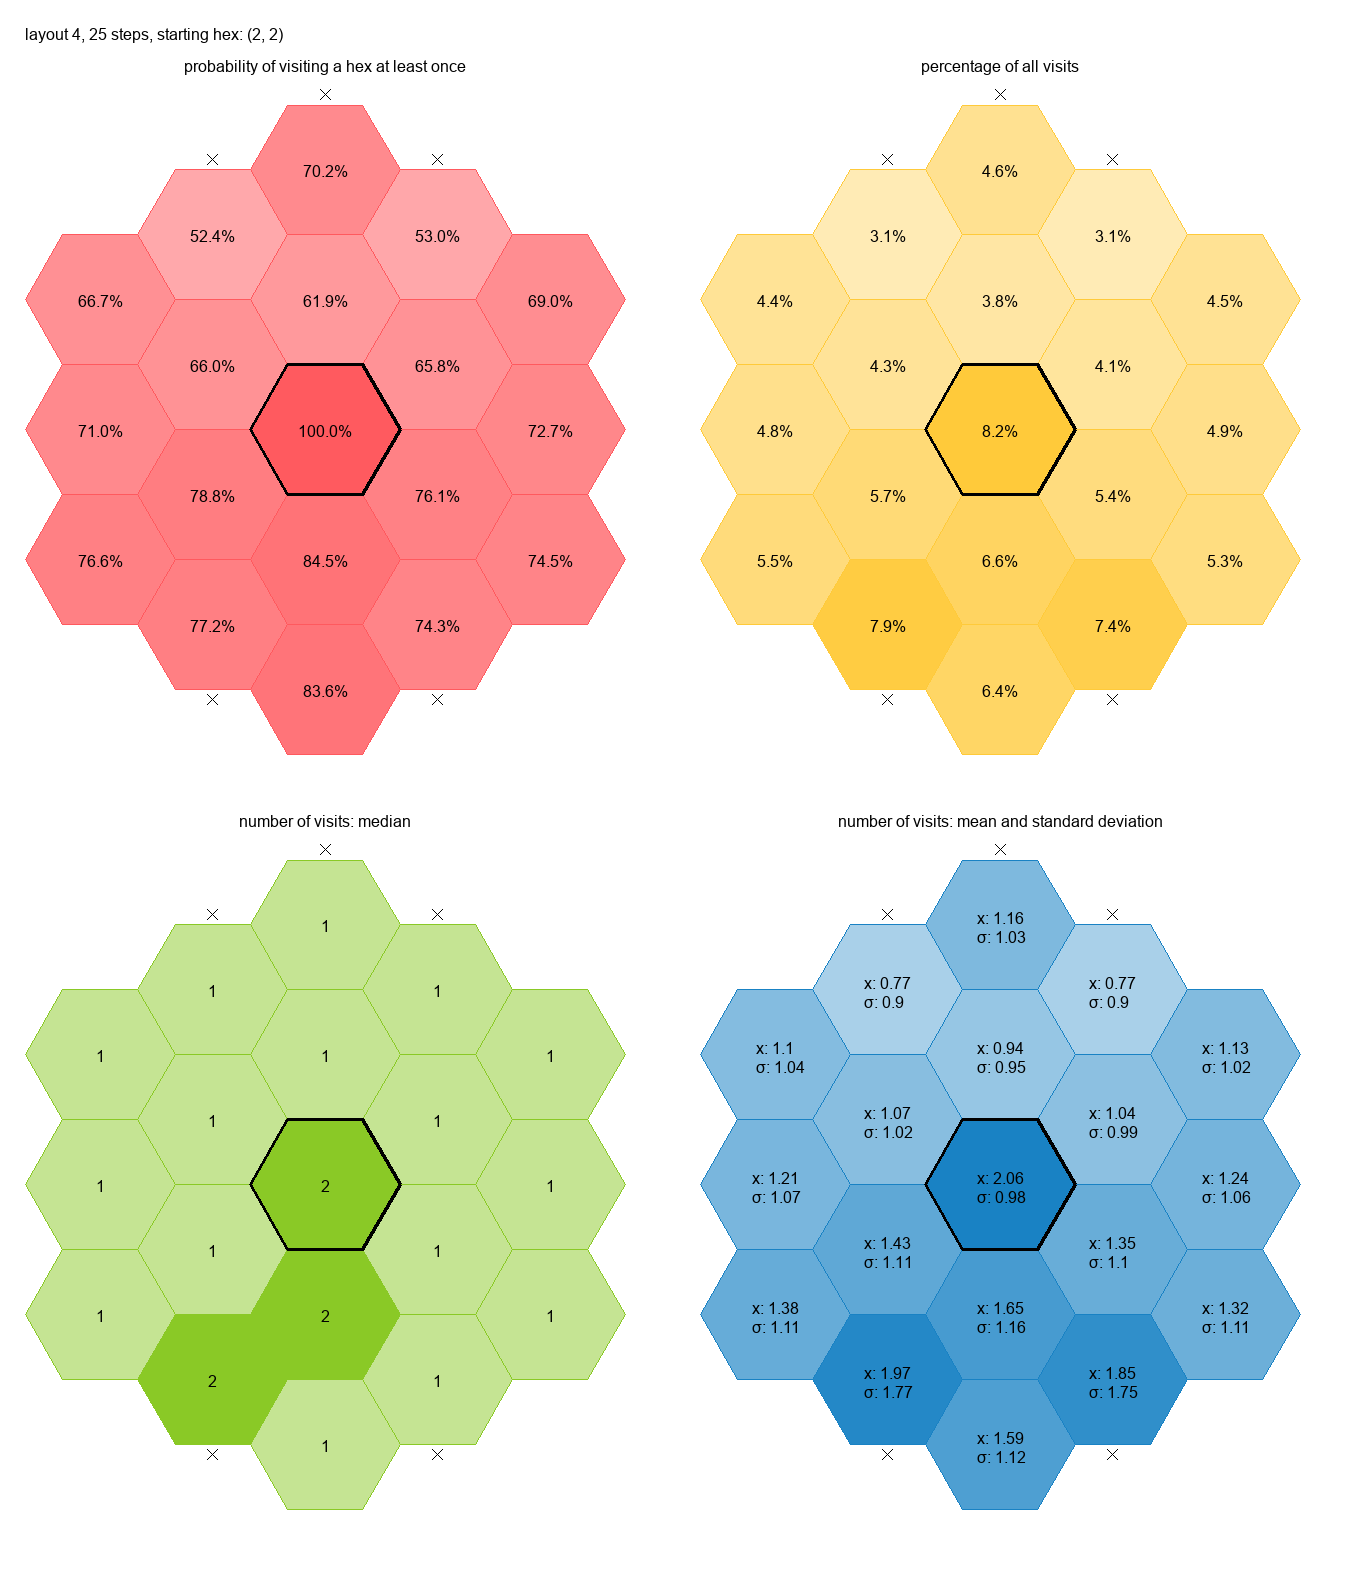 layout 4, 25 steps, starting hex: (2, 2)
probability of visiting a hex at least once
70.2%
52.4%
53.0%
66.7%
61.9%
69.0%
66.0%
65.8%
71.0%
100.0%
72.7%
78.8%
76.1%
76.6%
84.5%
74.5%
77.2%
74.3%
83.6%
percentage of all visits
4.6%
3.1%
3.1%
4.4%
3.8%
4.5%
4.3%
4.1%
4.8%
8.2%
4.9%
5.7%
5.4%
5.5%
6.6%
5.3%
7.9%
7.4%
6.4%
number of visits: median
1
1
1
1
1
1
1
1
1
2
1
1
1
1
2
1
2
1
1
number of visits: mean and standard deviation
x: 1.16
σ: 1.03
x: 0.77
σ: 0.9
x: 0.77
σ: 0.9
x: 1.1
σ: 1.04
x: 0.94
σ: 0.95
x: 1.13
σ: 1.02
x: 1.07
σ: 1.02
x: 1.04
σ: 0.99
x: 1.21
σ: 1.07
x: 2.06
σ: 0.98
x: 1.24
σ: 1.06
x: 1.43
σ: 1.11
x: 1.35
σ: 1.1
x: 1.38
σ: 1.11
x: 1.65
σ: 1.16
x: 1.32
σ: 1.11
x: 1.97
σ: 1.77
x: 1.85
σ: 1.75
x: 1.59
σ: 1.12